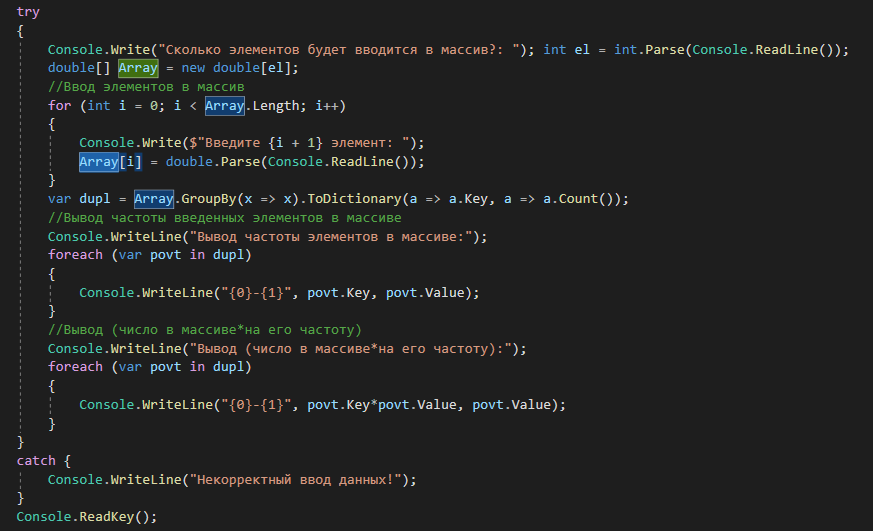 try
{
Console.Write("Сколько элементов будет вводится в массив?: "); int el = int.Parse(Console.ReadLine());
double[] Array = new double[el];
//Ввод элементов в массив
for (int i = 0; i < Array.Length; i++)
{
Console.Write($"Введите {i + 1} элемент: ");
Array[i] = double.Parse(Console.ReadLine());
}
var dupl = Array.GroupBy(x => x).ToDictionary(a => a.Key, a => a.Count());
//Вывод частоты введенных элементов в массиве
Console.WriteLine("Вывод частоты элементов в массиве:");
foreach (var povt in dupl)
{
Console.WriteLine("{0}-{1}", povt.Key, povt.Value);
}
//Вывод (число в массиве*на его частоту)
Console.WriteLine("Вывод (число в массиве*на его частоту):");
foreach (var povt in dupl)
{
Console.WriteLine("{0}-{1}", povt.Key*povt.Value, povt.Value);
}
}
catch {
Console.WriteLine("Некорректный ввод данных!");
}
Console.ReadKey();